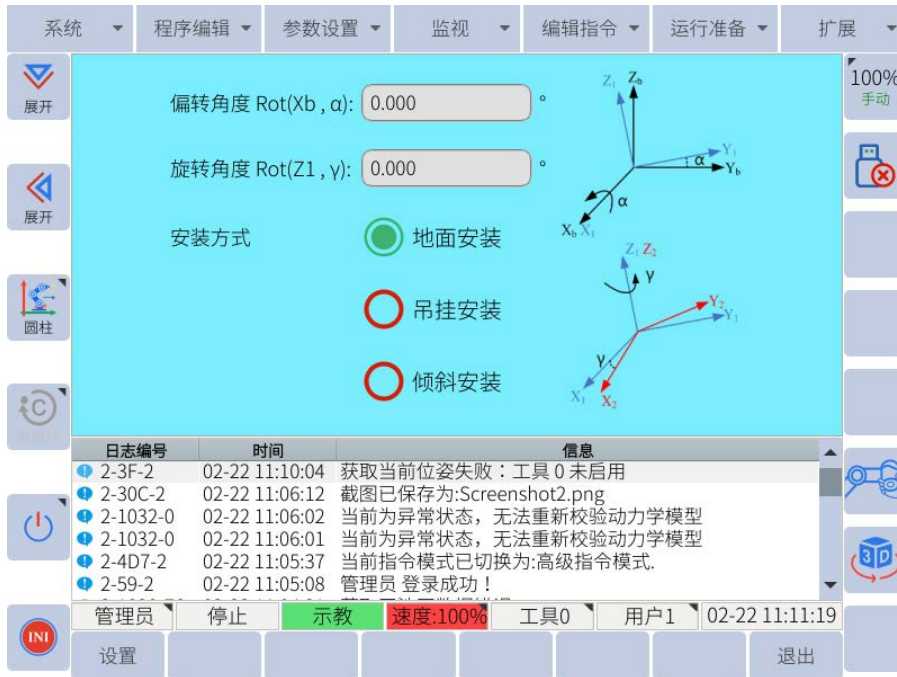 系统 程序编辑 参数设置 监视 编辑指令 运行准备 扩展
展开
偏转角度 Rot(Xb , α): 0.000 °
旋转角度 Rot(Z1 , γ): 0.000 °
安装方式 地面安装
吊挂安装
倾斜安装
Z₁ Z_b
Y₁
α Y_b
α
X_b X₁
Z₁ Z₂
γ
Y₂
Y₁
γ
X₁ X₂
100%
手动
展开
圆柱
C
INI
3D
日志编号 时间 信息
2-3F-2 02-22 11:10:04 获取当前位姿失败：工具 0 未启用
2-30C-2 02-22 11:06:12 截图已保存为:Screenshot2.png
2-1032-0 02-22 11:06:02 当前为异常状态，无法重新校验动力学模型
2-1032-0 02-22 11:06:01 当前为异常状态，无法重新校验动力学模型
2-4D7-2 02-22 11:05:37 当前指令模式已切换为:高级指令模式.
2-59-2 02-22 11:05:08 管理员 登录成功！
管理员 停止 示教 速度:100% 工具0 用户1 02-22 11:11:19
设置 退出